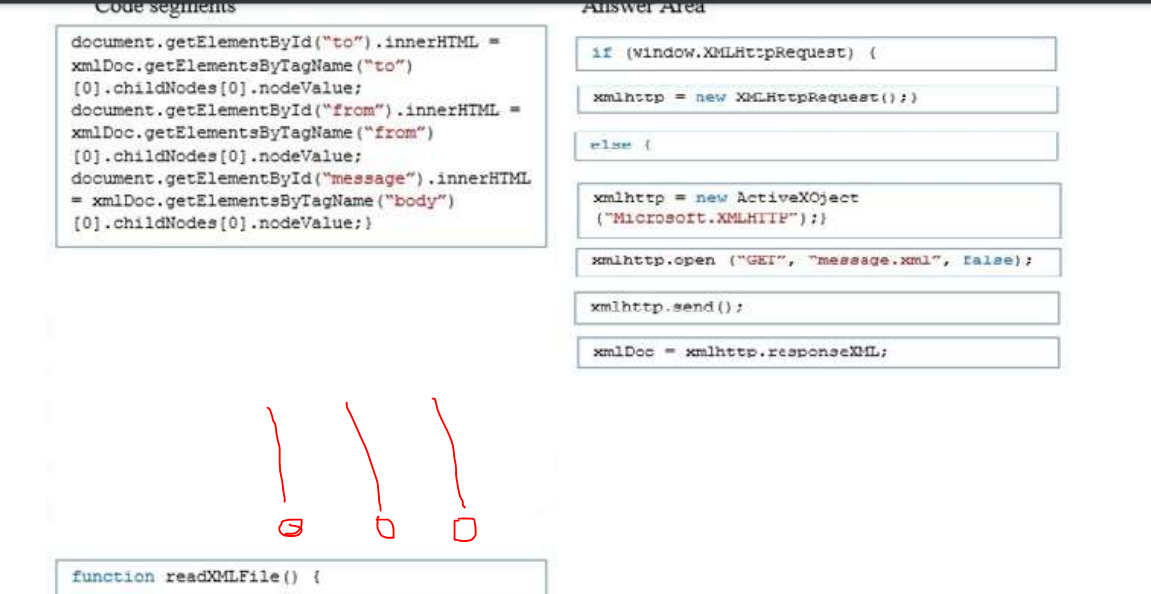 Code segments
document.getElementById("to").innerHTML =
xmlDoc.getElementsByTagName("to")
[0].childNodes[0].nodeValue;
document.getElementById("from").innerHTML =
xmlDoc.getElementsByTagName("from")
[0].childNodes[0].nodeValue;
document.getElementById("message").innerHTML
= xmlDoc.getElementsByTagName("body")
[0].childNodes[0].nodeValue;}
function readXMLFile() {
Answer Area
if (window.XMLHttpRequest) {
xmlhttp = new XMLHttpRequest();}
else {
xmlhttp = new ActiveXOject
("Microsoft.XMLHTTP");}
xmlhttp.open ("GET", "message.xml", false);
xmlhttp.send();
xmlDoc = xmlhttp.responseXML;